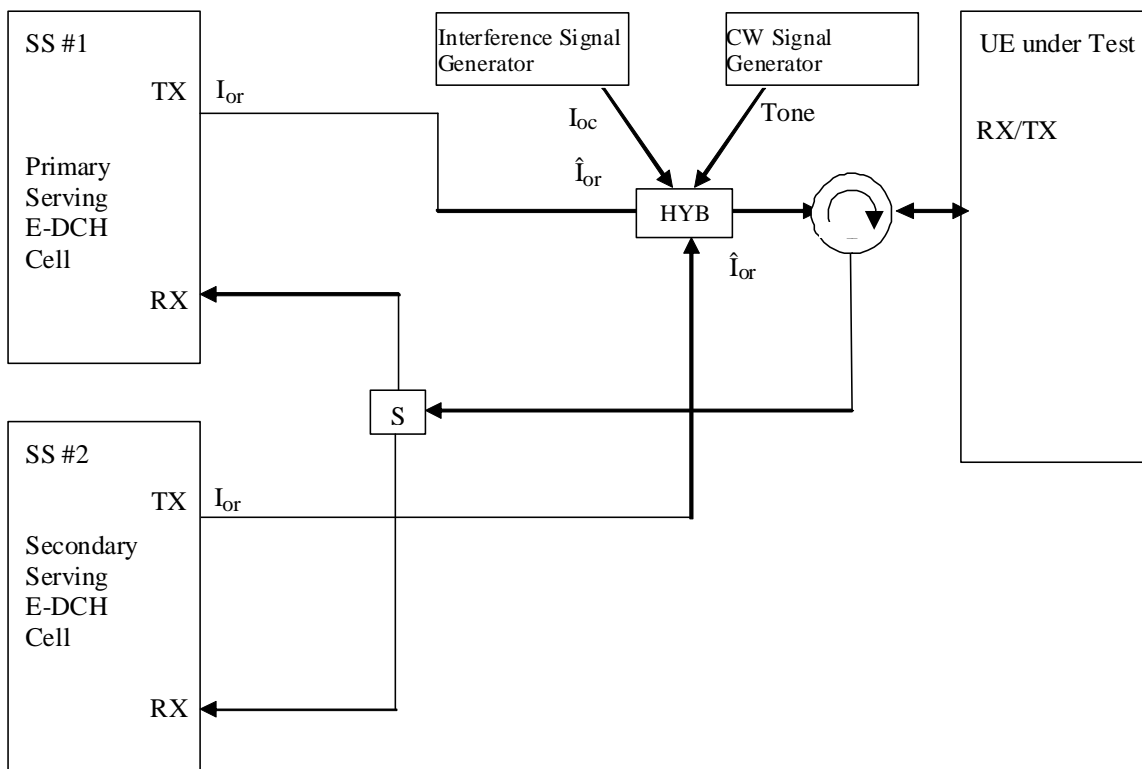 SS #1
TX
I_or
Primary
Serving
E-DCH
Cell
RX
Interference Signal
Generator
CW Signal
Generator
I_oc
Tone
Î_or
HYB
Î_or
UE under Test
RX/TX
S
SS #2
TX
I_or
Secondary
Serving
E-DCH
Cell
RX